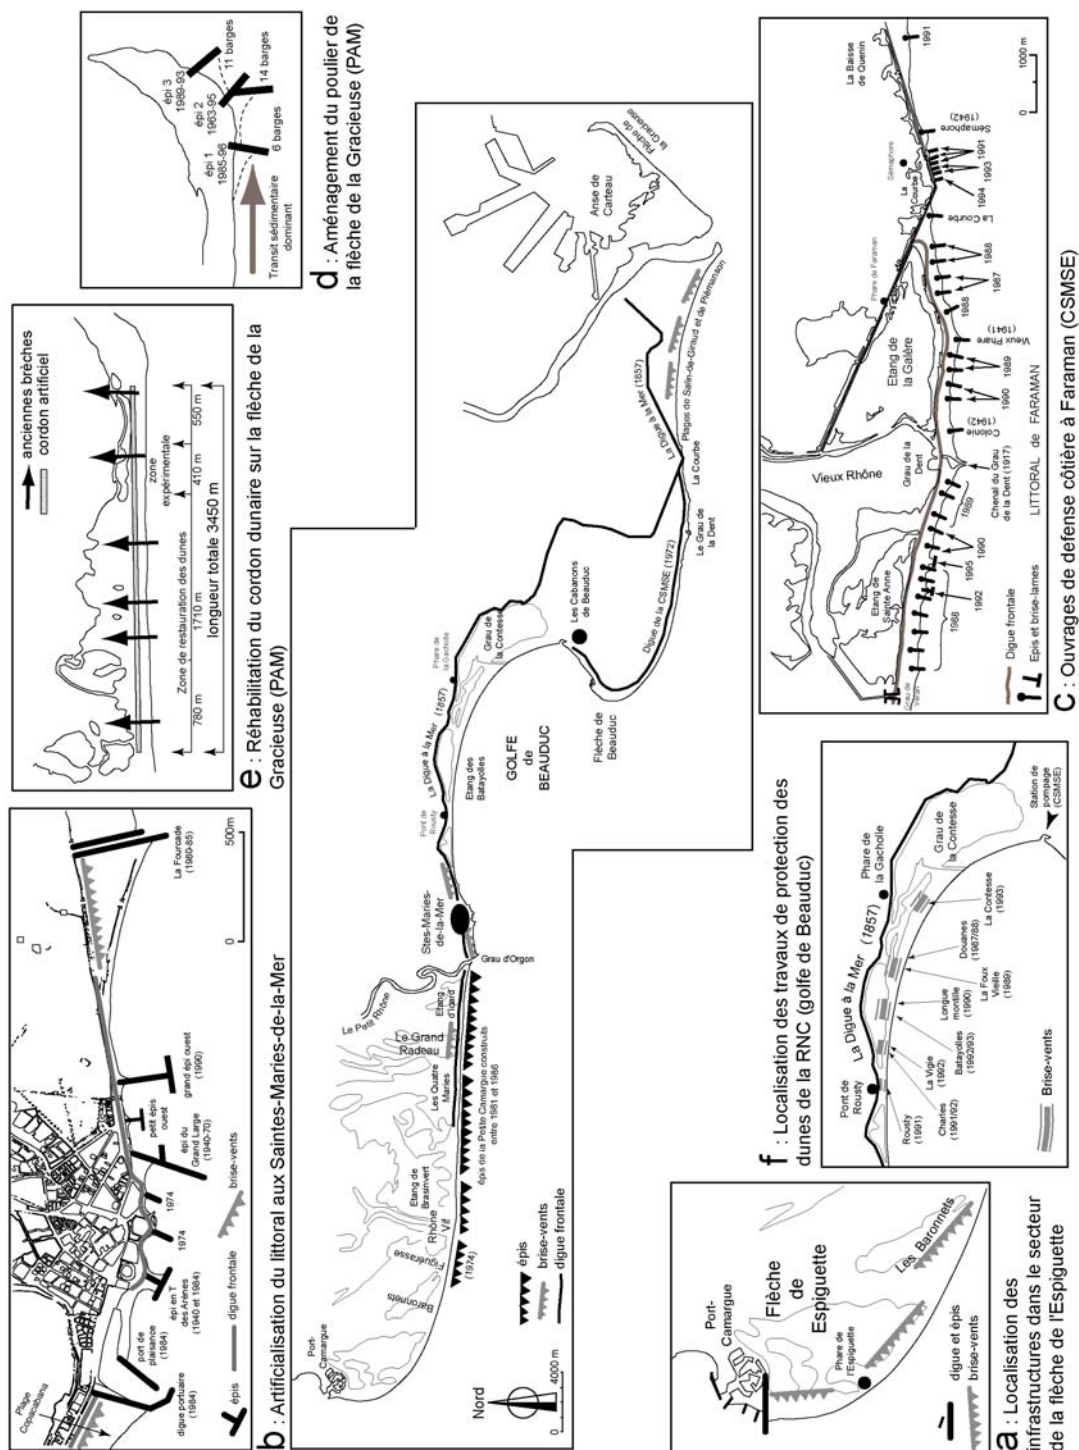 Plage
Copacabana
digue portuaire
(1984)
port de
plaisance
(1984)
épi en T
des Arènes
(1940 et 1984)
1974
1974
épi du
Grand Large
(1940-70)
petit épis
ouest
grand épi ouest
(1990)
La Fourcade
(1980-85)
0
500m
épis
digue frontale
brise-vents
b : Artificialisation du littoral aux Saintes-Maries-de-la-Mer
anciennes brèches
cordon artificiel
zone
expérimentale
Zone de restauration des dunes
780 m
1710 m
410 m
550 m
longueur totale 3450 m
e : Réhabilitation du cordon dunaire sur la flèche de la
Gracieuse (PAM)
épi 1
1985-96
épi 2
1963-95
épi 3
1989-93
11 barges
14 barges
6 barges
Transit sédimentaire
dominant
d : Aménagement du poulier de
la flèche de la Gracieuse (PAM)
Port-
Camargue
Baronnets
Figuérasse
(1974)
Rhône
Vif
Etang de
Brasinvert
Les Quatre
Maries
Le Grand
Radeau
Etang
d'Icard
Le Petit Rhône
épis de la Petite Camargue construits
entre 1981 et 1986
Grau d'Orgon
Stes-Maries-
de-la-Mer
Pont de
Rousty
La Digue à la Mer (1857)
Etang des
Batayolles
Phare de
la Gacholle
Grau de
la Contesse
GOLFE
de
BEAUDUC
Les Cabanons
de Beauduc
Flèche de
Beauduc
Digue de la CSMSE (1972)
Le Grau de
la Dent
La Courbe
La Digue à la Mer (1857)
Plages de Salin-de-Giraud et de Piémanson
Anse de
Carteau
Flèche de
la Gracieuse
épis
brise-vents
digue frontale
Nord
0
4000 m
Port-
Camargue
Flèche
de
Espiguette
Phare de
l'Espiguette
Les Baronnets
digue et épis
brise-vents
a : Localisation des
infrastructures dans le secteur
de la flèche de l'Espiguette
f : Localisation des travaux de protection des
dunes de la RNC (golfe de Beauduc)
Pont de
Rousty
La Digue à la Mer (1857)
Phare de
la Gacholle
Grau de
la Contesse
Rousty
(1991)
Charles
(1991/92)
La Vigie
(1992)
Batayolles
(1992/93)
Longue
montille
(1990)
La Foux
Vieille
(1989)
Douanes
(1987/88)
La Contesse
(1993)
Station de
pompage
(CSMSE)
Brise-vents
Grau de
Véran
Etang de
Sainte Anne
Vieux Rhône
Grau de la
Dent
Etang de
la Galère
Phare de Faraman
La
Courbe
Sémaphore
La Baisse
de Quenin
1988
1992
1995
1990
1989
Chenal du Grau
de la Dent (1917)
Colonie
(1942)
1990
1989
Vieux Phare
(1941)
1988
1987
1988
La Courbe
1994
1993
1991
Sémaphore
(1942)
1991
0
1000 m
Digue frontale
Epis et brise-lames
LITTORAL de FARAMAN
c : Ouvrages de defense côtière à Faraman (CSMSE)